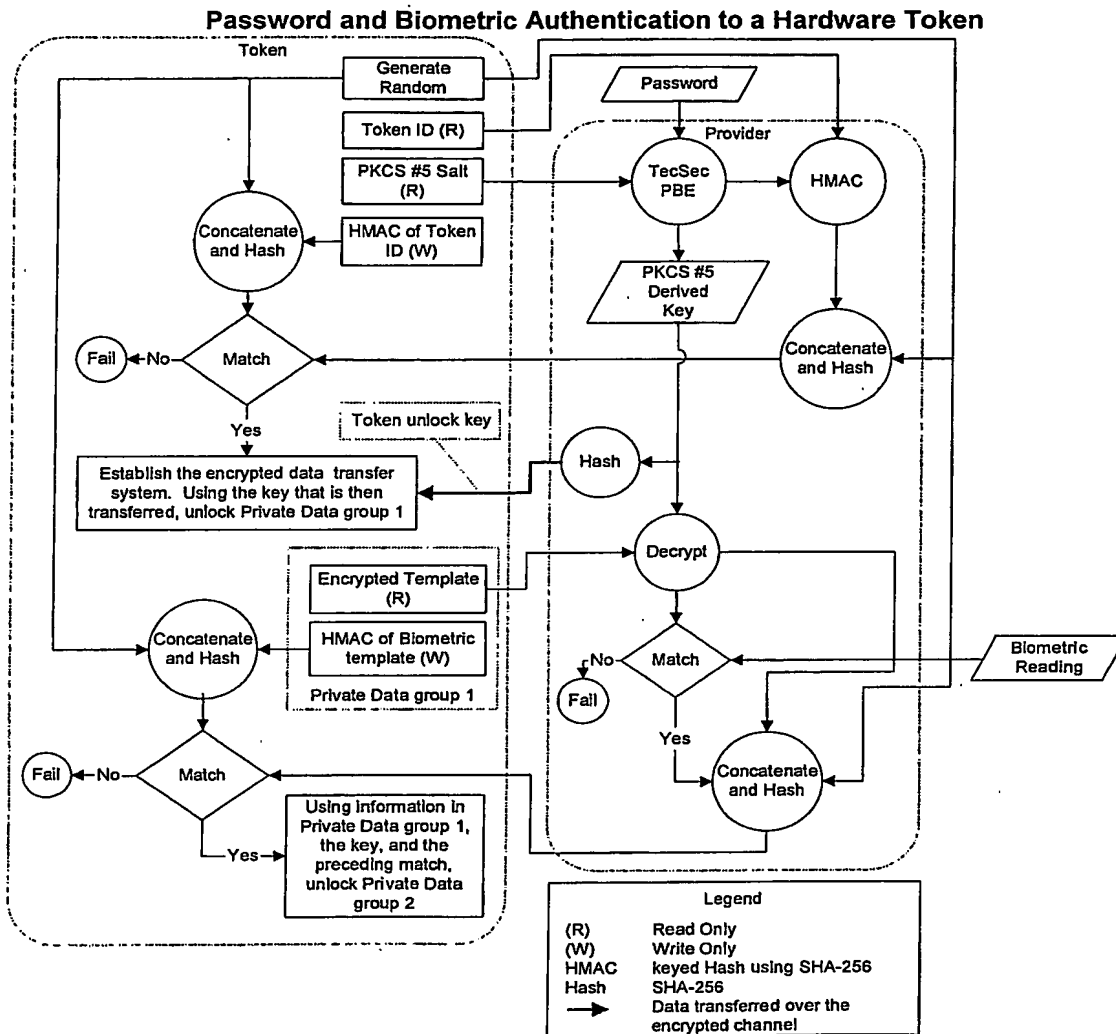 Password and Biometric Authentication to a Hardware Token
Token
Generate
Random
Password
Token ID (R)
Provider
PKCS #5 Salt
(R)
TecSec
PBE
HMAC
Concatenate
and Hash
HMAC of Token
ID (W)
PKCS #5
Derived
Key
Fail
No
Match
Concatenate
and Hash
Yes
Token unlock key
Establish the encrypted data transfer
system. Using the key that is then
transferred, unlock Private Data group 1
Hash
Decrypt
Encrypted Template
(R)
Concatenate
and Hash
HMAC of Biometric
template (W)
Private Data group 1
No
Match
Biometric
Reading
Fail
Yes
Fail
No
Match
Concatenate
and Hash
Yes
Using information in
Private Data group 1,
the key, and the
preceding match,
unlock Private Data
group 2
Legend
(R) Read Only
(W) Write Only
HMAC keyed Hash using SHA-256
Hash SHA-256
Data transferred over the
encrypted channel